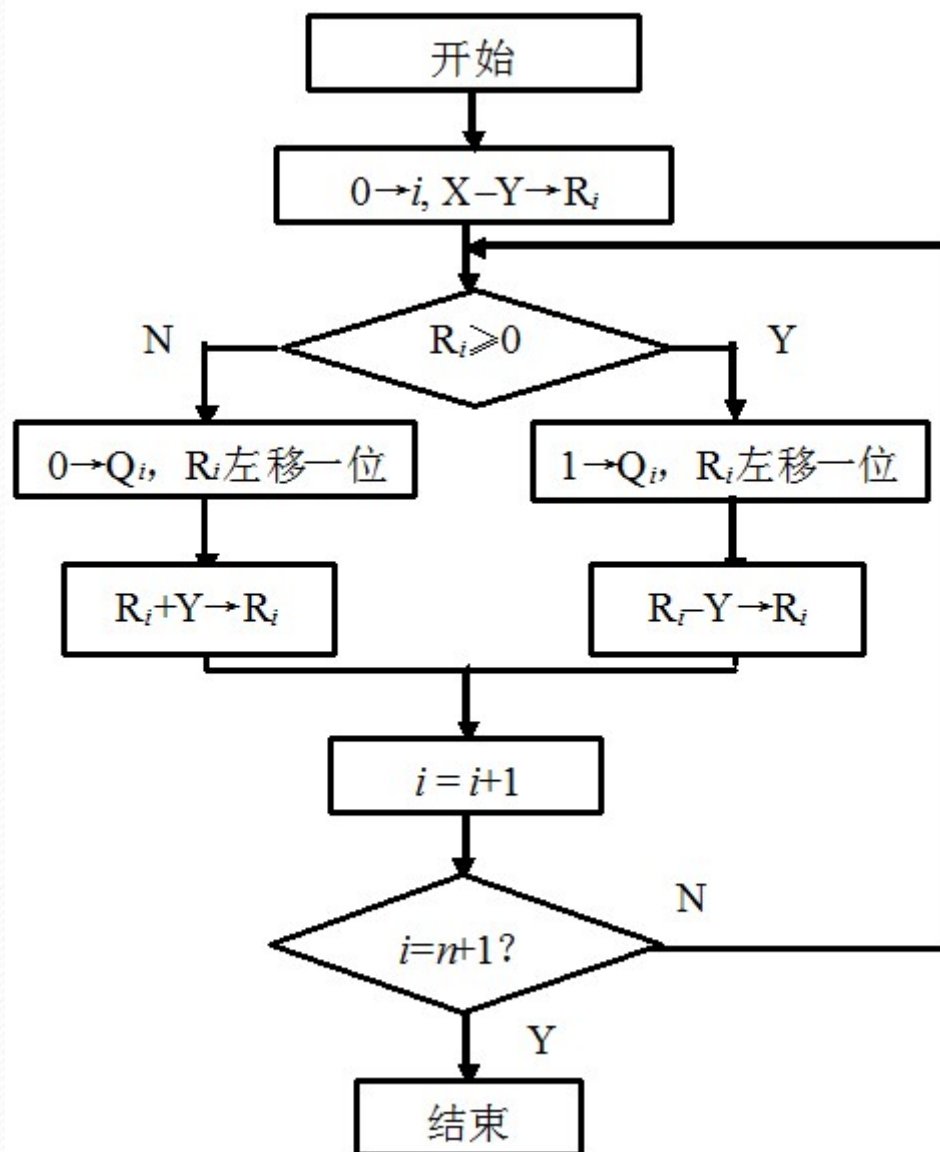 开始
0→i, X–Y→Rᵢ
Rᵢ⩾0
N
Y
0→Qᵢ，Rᵢ左移一位
1→Qᵢ，Rᵢ左移一位
Rᵢ+Y→Rᵢ
Rᵢ–Y→Rᵢ
i = i+1
i=n+1?
N
Y
结束